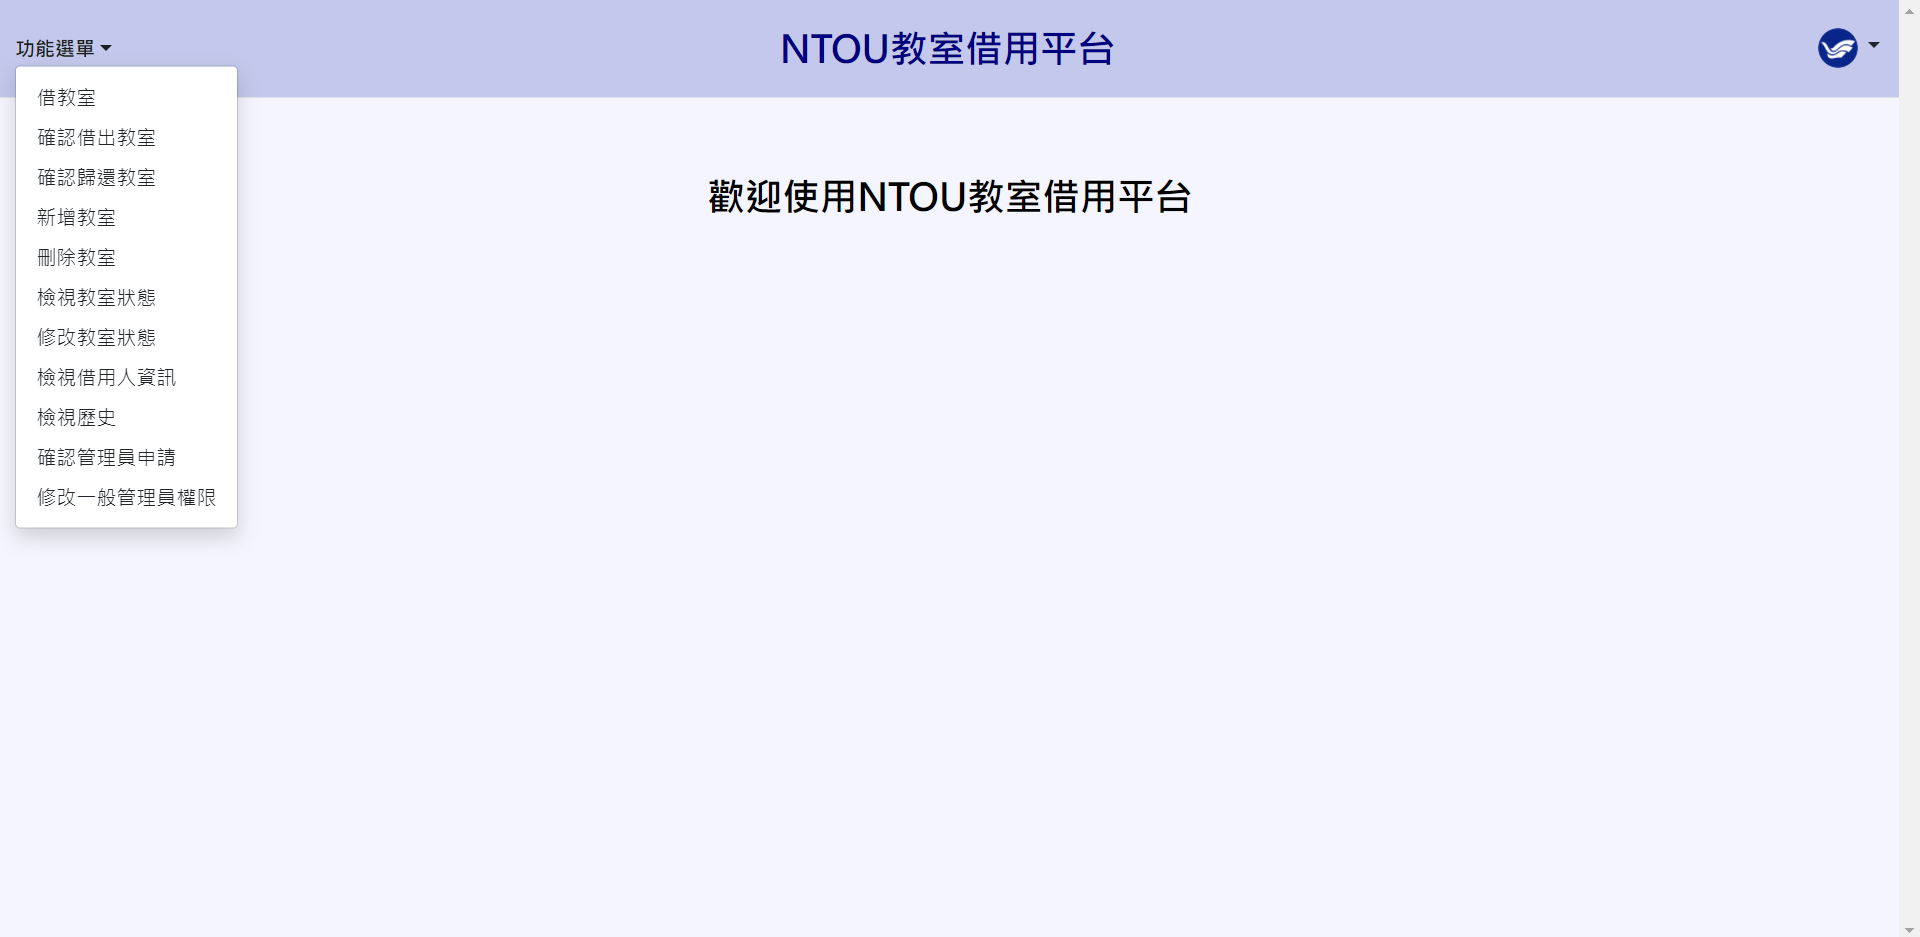 功能選單
NTOU教室借用平台
借教室
確認借出教室
確認歸還教室
新增教室
刪除教室
檢視教室狀態
修改教室狀態
檢視借用人資訊
檢視歷史
確認管理員申請
修改一般管理員權限
歡迎使用NTOU教室借用平台